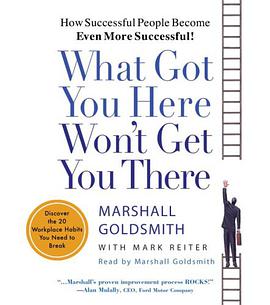 How Successful People Become
Even More Successful!
What Got
You Here
Won't Get
You There
Discover the
20
Workplace Habits
You Need to
Break
MARSHALL
GOLDSMITH
WITH MARK REITER
Read by Marshall Goldsmith
"...Marshall's proven improvement process ROCKS!"
—Alan Mulally, CEO, Ford Motor Company